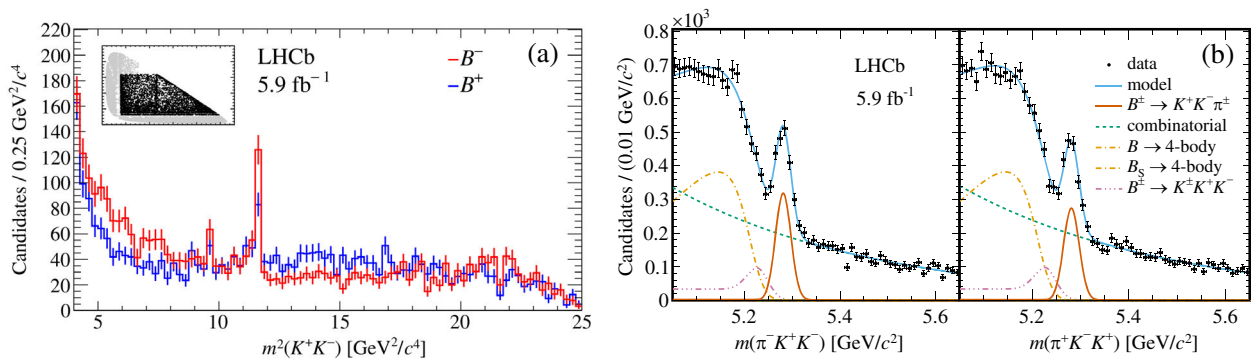 220
200
180
160
140
120
100
80
60
40
20
0
Candidates / 0.25 GeV²/c⁴
LHCb
5.9 fb⁻¹
B⁻
B⁺
(a)
5 10 15 20 25
m²(K⁺K⁻) [GeV²/c⁴]
×10³
0.8
0.7
0.6
0.5
0.4
0.3
0.2
0.1
0
Candidates / (0.01 GeV/c²)
LHCb
5.9 fb⁻¹
(b)
data
model
B± → K⁺K⁻π±
combinatorial
B → 4-body
B_S → 4-body
B± → K±K⁺K⁻
5.2 5.4 5.6 5.2 5.4 5.6
m(π⁻K⁺K⁻) [GeV/c²] m(π⁺K⁻K⁺) [GeV/c²]